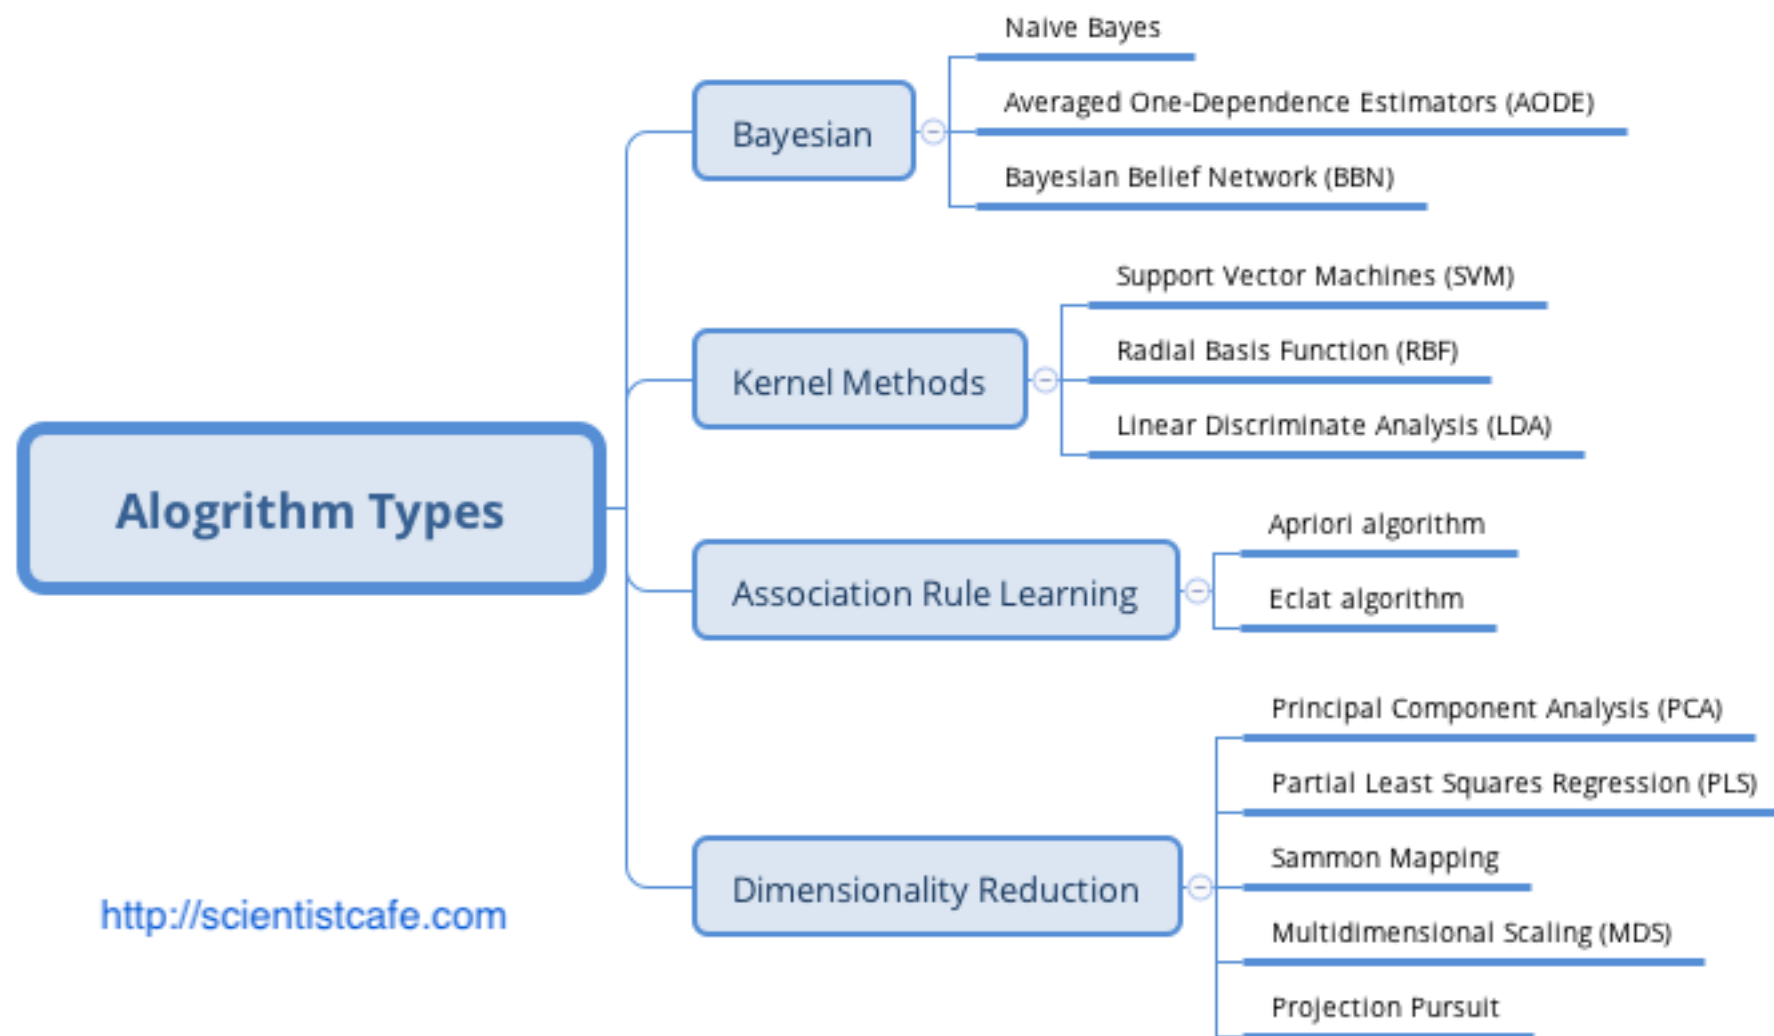 Alogrithm Types
Bayesian
Naive Bayes
Averaged One-Dependence Estimators (AODE)
Bayesian Belief Network (BBN)
Kernel Methods
Support Vector Machines (SVM)
Radial Basis Function (RBF)
Linear Discriminate Analysis (LDA)
Association Rule Learning
Apriori algorithm
Eclat algorithm
Dimensionality Reduction
Principal Component Analysis (PCA)
Partial Least Squares Regression (PLS)
Sammon Mapping
Multidimensional Scaling (MDS)
Projection Pursuit
http://scientistcafe.com